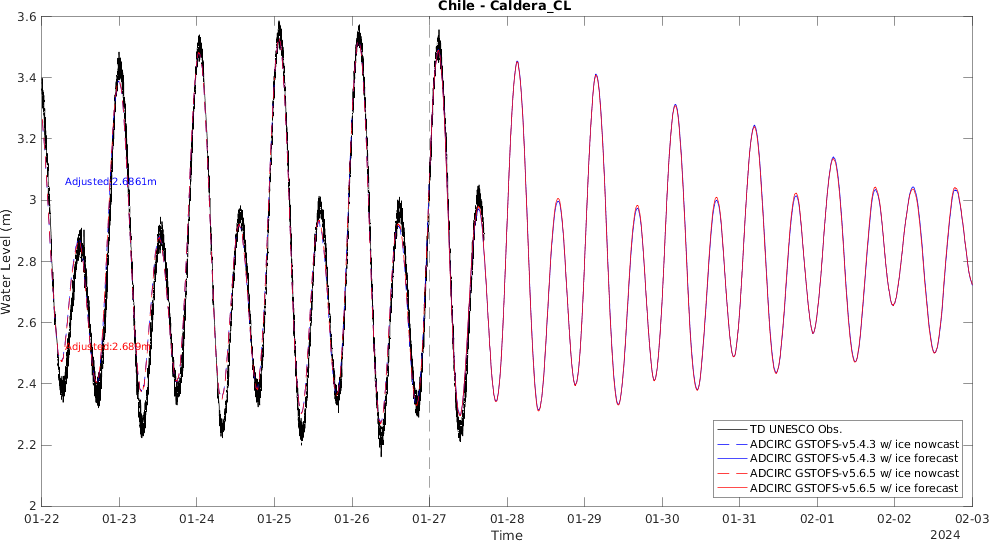 Chile - Caldera_CL
3.6
3.4
3.2
3
2.8
2.6
2.4
2.2
2
Water Level (m)
Adjusted:2.6861m
Adjusted:2.689m
TD UNESCO Obs.
ADCIRC GSTOFS-v5.4.3 w/ ice nowcast
ADCIRC GSTOFS-v5.4.3 w/ ice forecast
ADCIRC GSTOFS-v5.6.5 w/ ice nowcast
ADCIRC GSTOFS-v5.6.5 w/ ice forecast
01-22 01-23 01-24 01-25 01-26 01-27 01-28 01-29 01-30 01-31 02-01 02-02 02-03
Time
2024